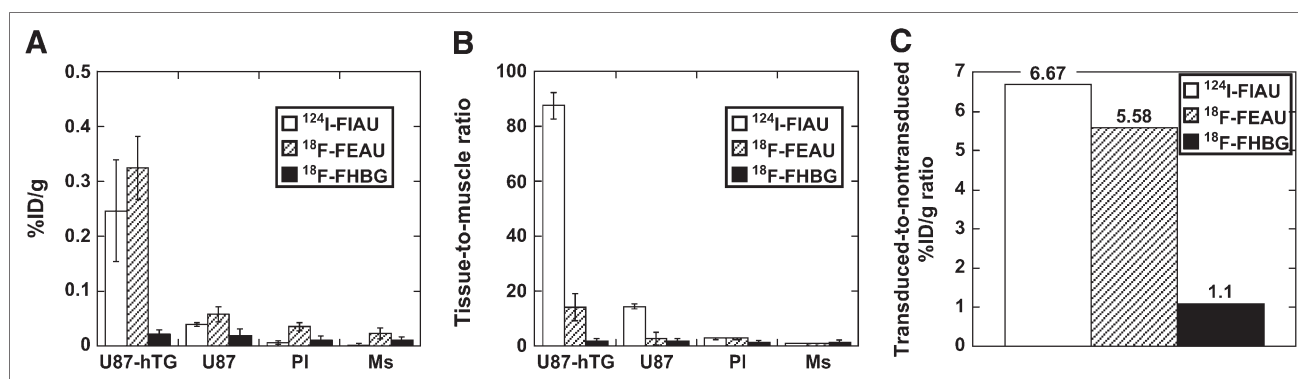 A
%ID/g
0.5
0.4
0.3
0.2
0.1
0
U87-hTG U87 Pl Ms
¹²⁴I-FIAU
¹⁸F-FEAU
¹⁸F-FHBG
B
Tissue-to-muscle ratio
100
80
60
40
20
0
U87-hTG U87 Pl Ms
¹²⁴I-FIAU
¹⁸F-FEAU
¹⁸F-FHBG
C
Transduced-to-nontransduced
%ID/g ratio
7
6
5
4
3
2
1
0
6.67
5.58
1.1
¹²⁴I-FIAU
¹⁸F-FEAU
¹⁸F-FHBG